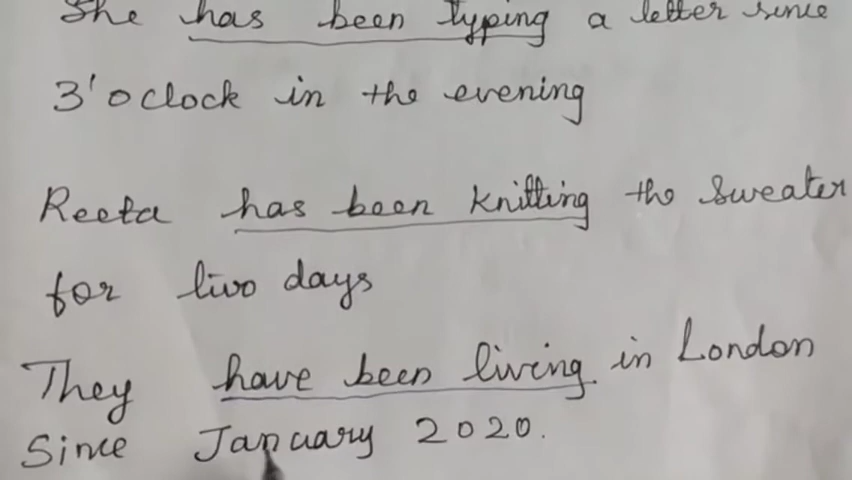 She has been typing a letter since
3'oclock in the evening
Reeta has been knitting the sweater
for two days
They have been living in London
Since January 2020.